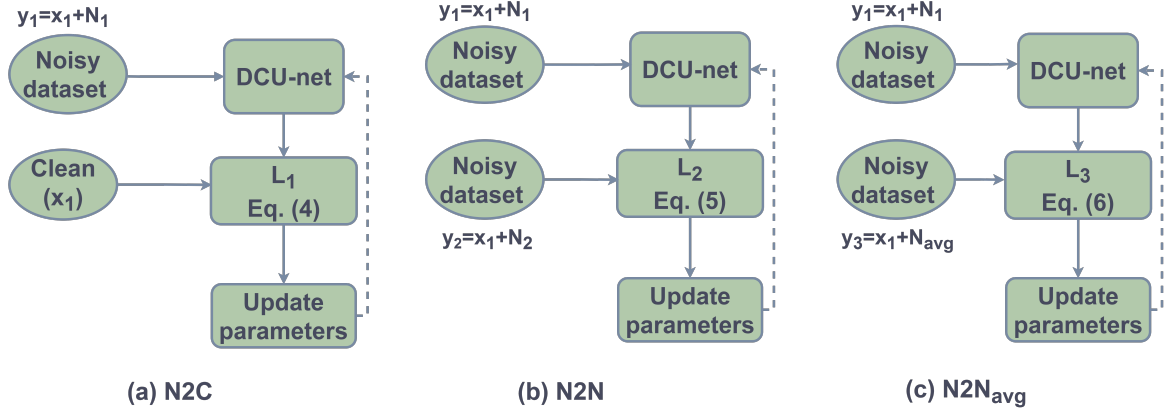 y₁=x₁+N₁
Noisy
dataset
DCU-net
Clean
(x₁)
L₁
Eq. (4)
Update
parameters
(a) N2C
y₁=x₁+N₁
Noisy
dataset
DCU-net
Noisy
dataset
y₂=x₁+N₂
L₂
Eq. (5)
Update
parameters
(b) N2N
y₁=x₁+N₁
Noisy
dataset
DCU-net
Noisy
dataset
y₃=x₁+Navg
L₃
Eq. (6)
Update
parameters
(c) N2Navg